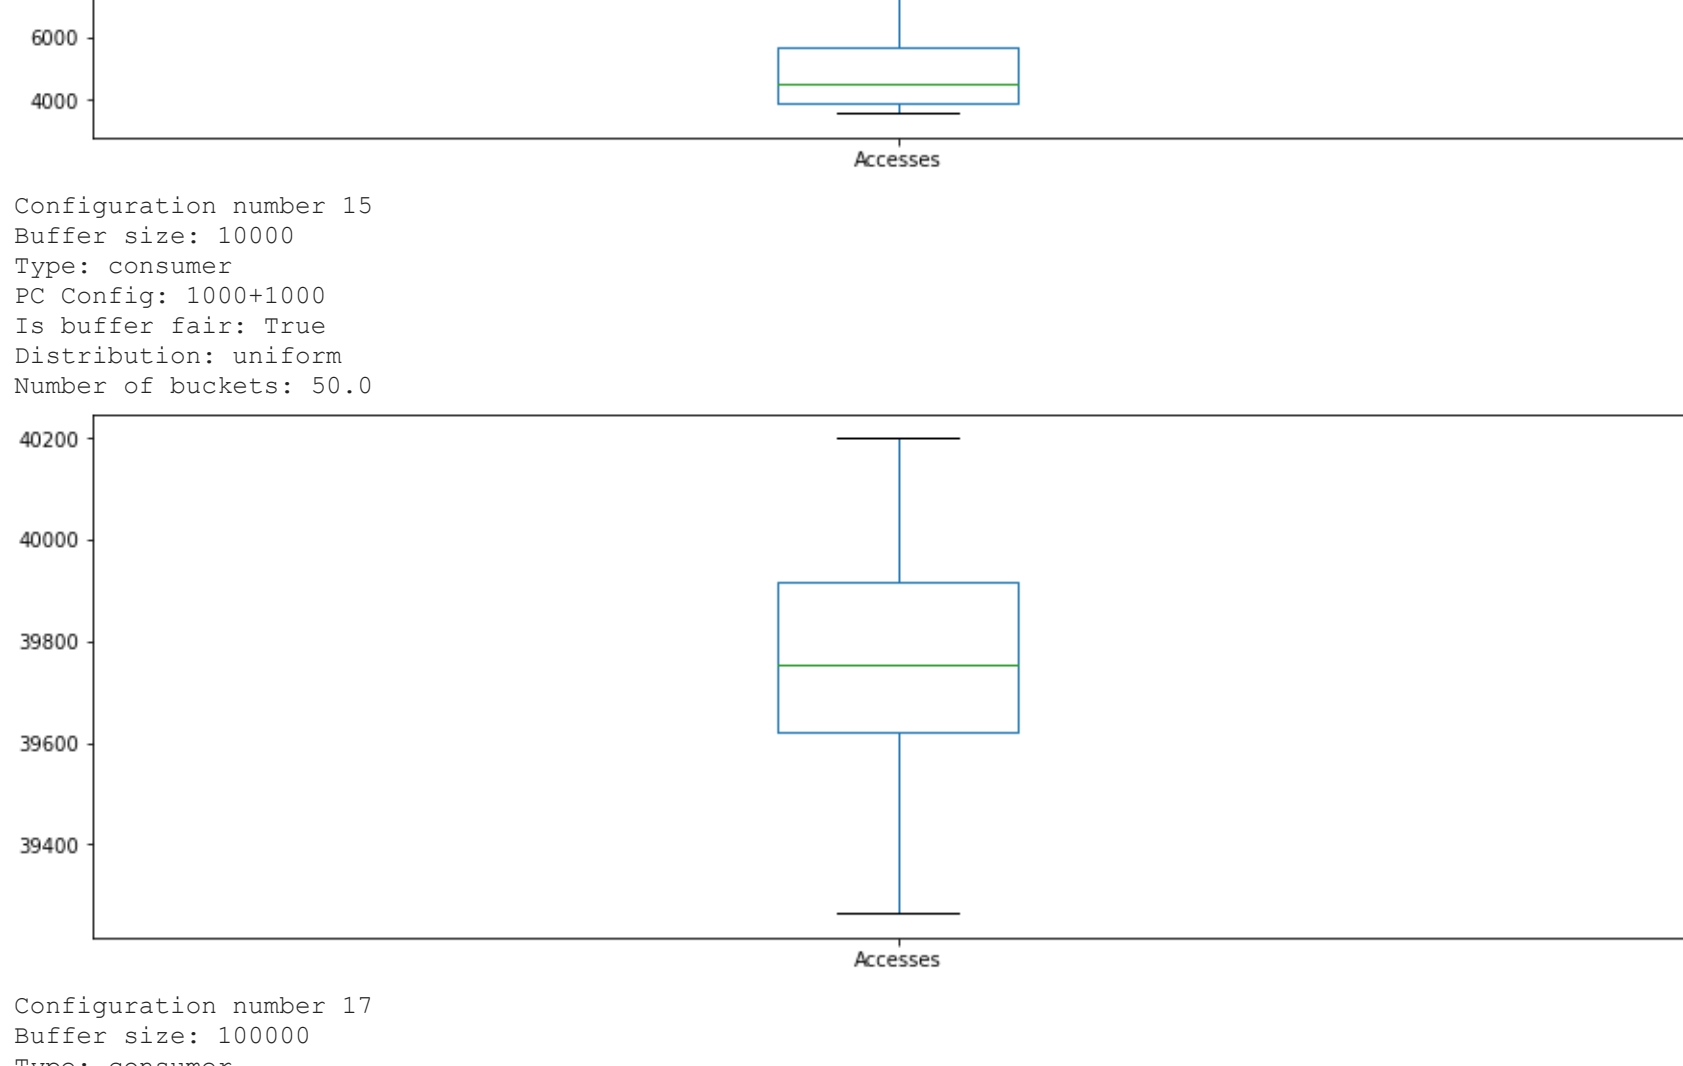 6000
4000
Accesses
Configuration number 15
Buffer size: 10000
Type: consumer
PC Config: 1000+1000
Is buffer fair: True
Distribution: uniform
Number of buckets: 50.0
40200
40000
39800
39600
39400
Accesses
Configuration number 17
Buffer size: 100000
Type: consumer